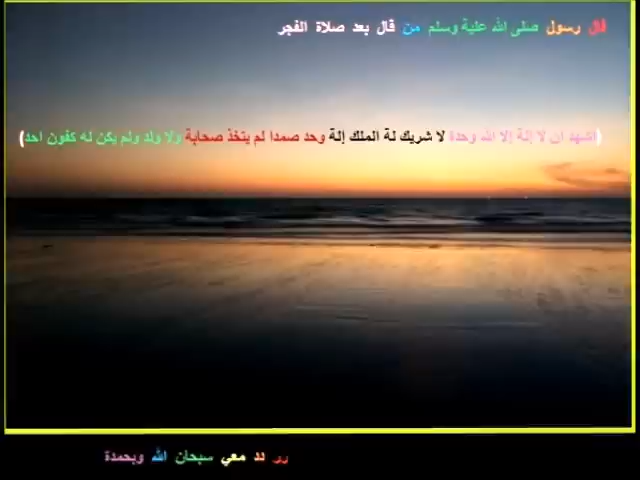 قال رسول صلى الله علية وسلم من قال بعد صلاة الفجر
(اشهد ان لا إلة إلا الله وحدة لا شريك لة الملك إلة وحد صمدا لم يتخذ صحابة ولا ولد ولم يكن له كفون احد)
رر دد معي سبحان الله وبحمدة